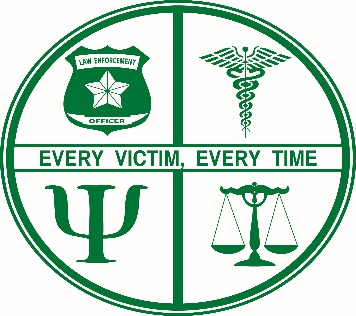 LAW ENFORCEMENT
OFFICER
EVERY VICTIM, EVERY TIME
Ψ